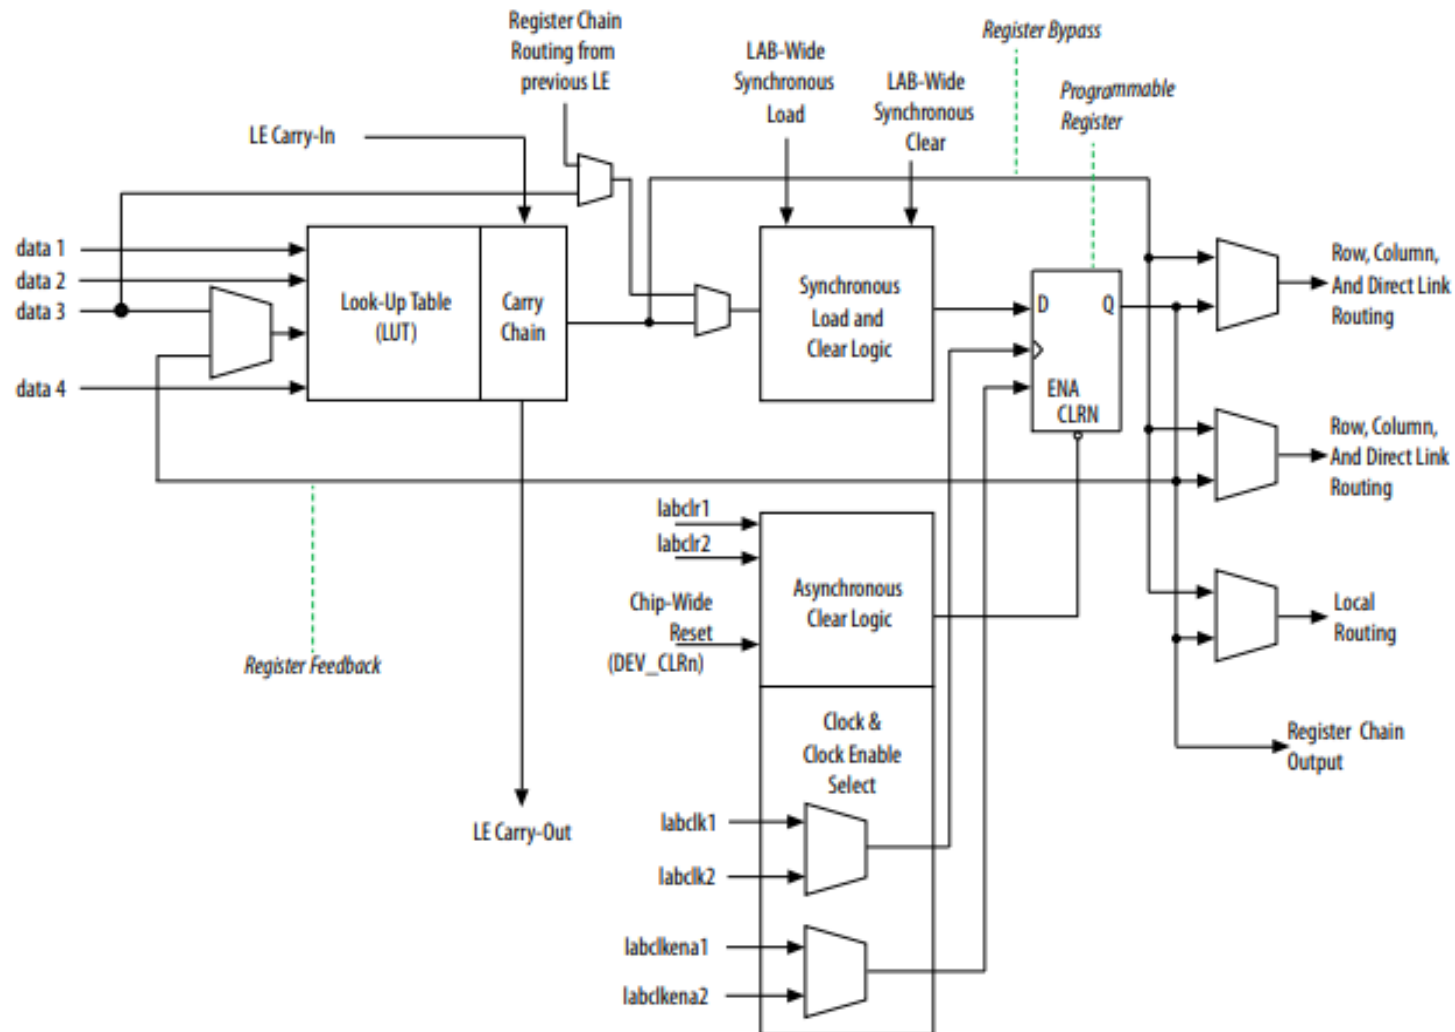 Register Chain
Routing from
previous LE
LAB-Wide
Synchronous
Load
LAB-Wide
Synchronous
Clear
Register Bypass
Programmable
Register
LE Carry-In
data 1
data 2
data 3
data 4
Look-Up Table
(LUT)
Carry
Chain
Synchronous
Load and
Clear Logic
D
Q
ENA
CLRN
Row, Column,
And Direct Link
Routing
Row, Column,
And Direct Link
Routing
Local
Routing
Register Chain
Output
Register Feedback
labclr1
labclr2
Chip-Wide
Reset
(DEV_CLRn)
Asynchronous
Clear Logic
Clock &
Clock Enable
Select
LE Carry-Out
labclk1
labclk2
labclkena1
labclkena2